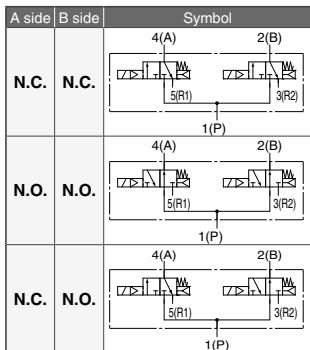 A side B side Symbol
4(A) 2(B)
N.C. N.C.
5(R1) 3(R2)
1(P)
4(A) 2(B)
N.O. N.O.
5(R1) 3(R2)
1(P)
4(A) 2(B)
N.C. N.O.
5(R1) 3(R2)
1(P)